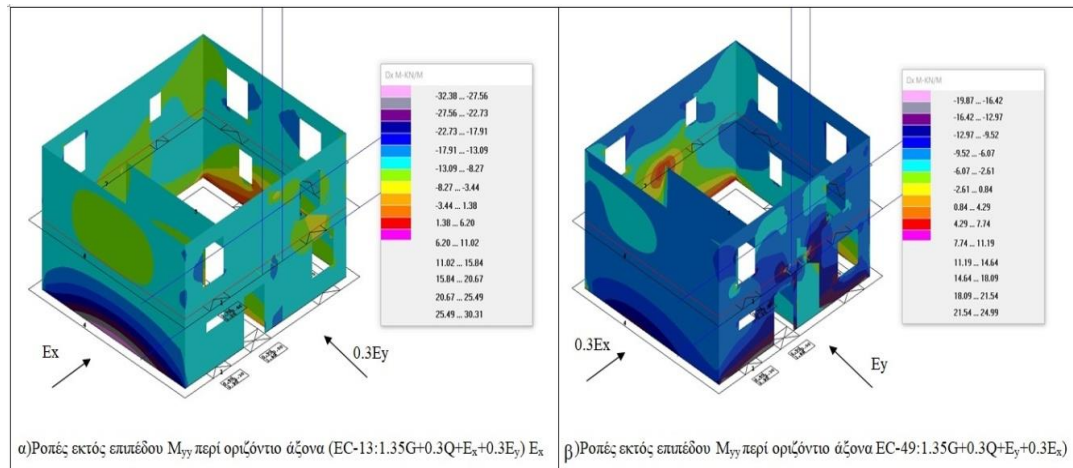 Dx M-KN/M
-32.38 ... -27.56
-27.56 ... -22.73
-22.73 ... -17.91
-17.91 ... -13.09
-13.09 ... -8.27
-8.27 ... -3.44
-3.44 ... 1.38
1.38 ... 6.20
6.20 ... 11.02
11.02 ... 15.84
15.84 ... 20.67
20.67 ... 25.49
25.49 ... 30.31
Ex
0.3Ey
α)Ροπές εκτός επιπέδου Myy περί οριζόντιο άξονα (EC-13:1.35G+0.3Q+Ex+0.3Ey) Ex
Dx M-KN/M
-19.87 ... -16.42
-16.42 ... -12.97
-12.97 ... -9.52
-9.52 ... -6.07
-6.07 ... -2.61
-2.61 ... 0.84
0.84 ... 4.29
4.29 ... 7.74
7.74 ... 11.19
11.19 ... 14.64
14.64 ... 18.09
18.09 ... 21.54
21.54 ... 24.99
0.3Ex
Ey
β)Ροπές εκτός επιπέδου Myy περί οριζόντιο άξονα EC-49:1.35G+0.3Q+Ey+0.3Ex)